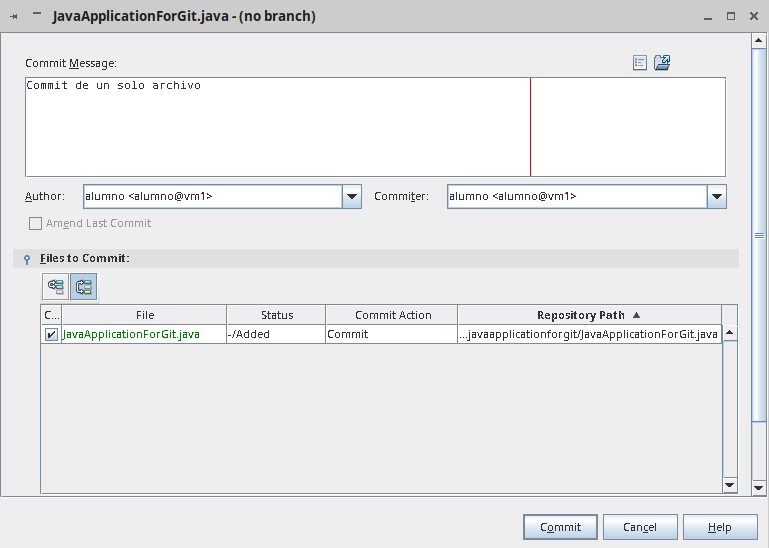 JavaApplicationForGit.java - (no branch)
Commit Message:
Commit de un solo archivo
Author: alumno <alumno@vm1> Commiter: alumno <alumno@vm1>
Amend Last Commit
Files to Commit:
C... File Status Commit Action Repository Path
JavaApplicationForGit.java -/Added Commit ...javaapplicationforgit/JavaApplicationForGit.java
Commit Cancel Help